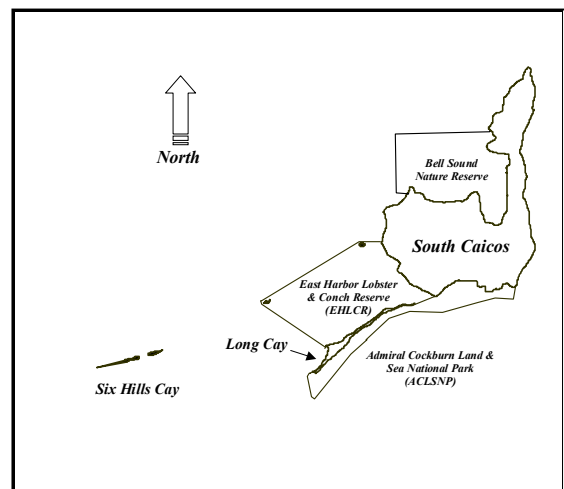 North
Bell Sound
Nature Reserve
South Caicos
East Harbor Lobster
& Conch Reserve
(EHLCR)
Long Cay
Admiral Cockburn Land &
Sea National Park
(ACLSNP)
Six Hills Cay